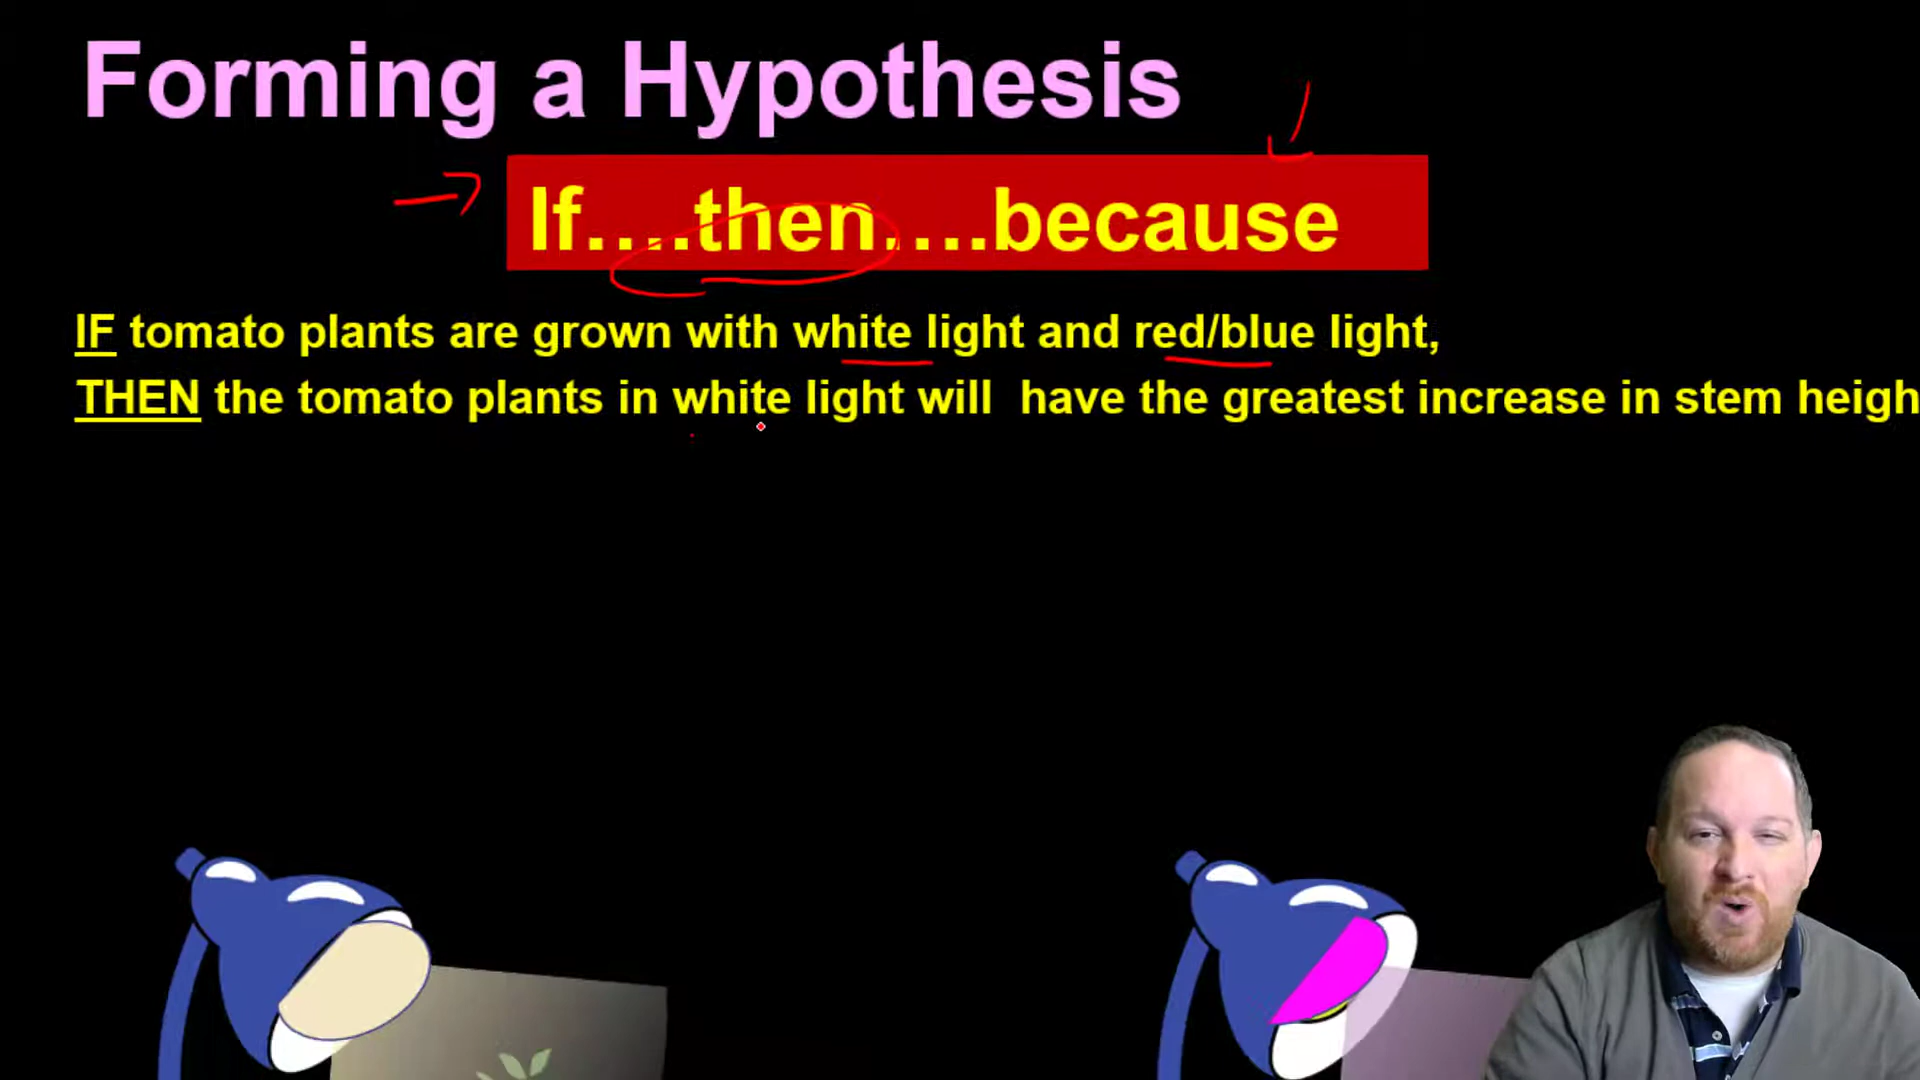 Forming a Hypothesis
If....then....because
IF tomato plants are grown with white light and red/blue light,
THEN the tomato plants in white light will have the greatest increase in stem heigh